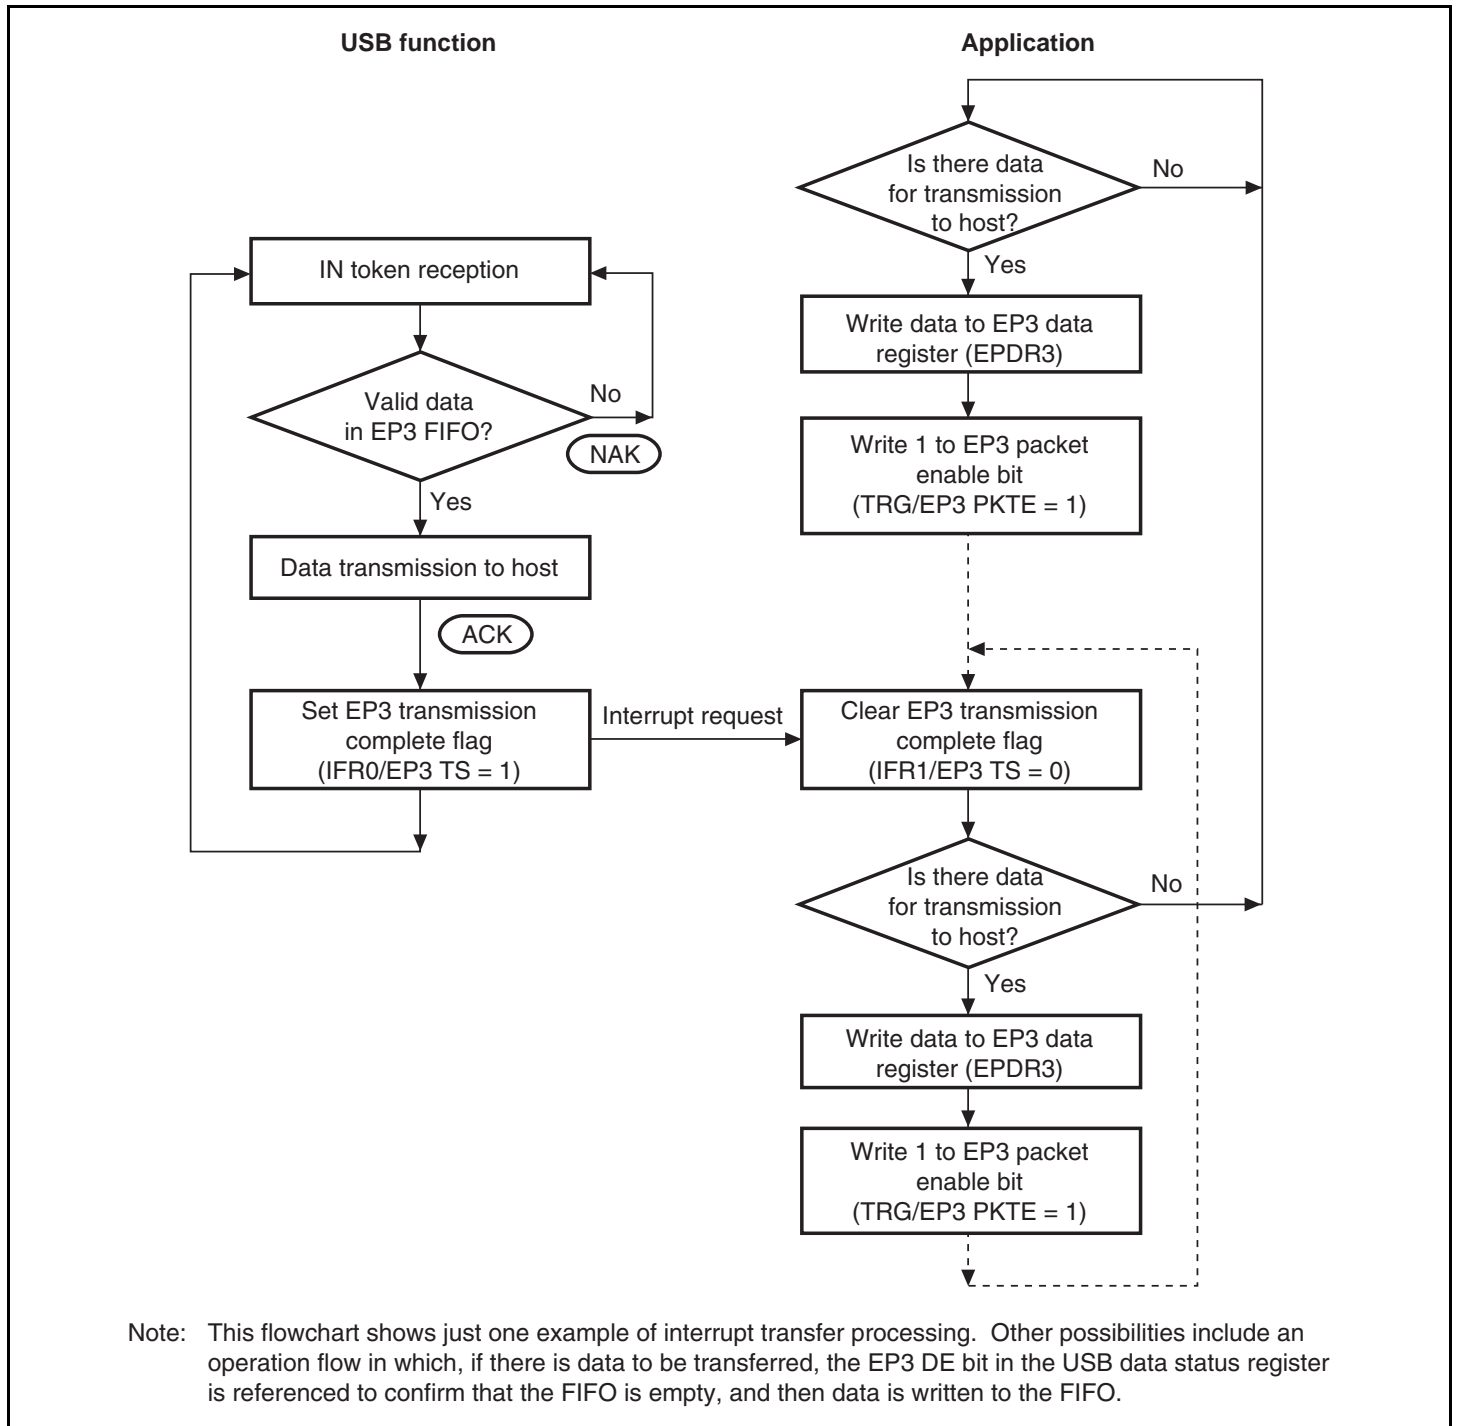 USB function
Application
Is there data
for transmission
to host?
No
Yes
IN token reception
Write data to EP3 data
register (EPDR3)
Valid data
in EP3 FIFO?
No
NAK
Yes
Write 1 to EP3 packet
enable bit
(TRG/EP3 PKTE = 1)
Data transmission to host
ACK
Set EP3 transmission
complete flag
(IFR0/EP3 TS = 1)
Interrupt request
Clear EP3 transmission
complete flag
(IFR1/EP3 TS = 0)
Is there data
for transmission
to host?
No
Yes
Write data to EP3 data
register (EPDR3)
Write 1 to EP3 packet
enable bit
(TRG/EP3 PKTE = 1)
Note: This flowchart shows just one example of interrupt transfer processing. Other possibilities include an
operation flow in which, if there is data to be transferred, the EP3 DE bit in the USB data status register
is referenced to confirm that the FIFO is empty, and then data is written to the FIFO.